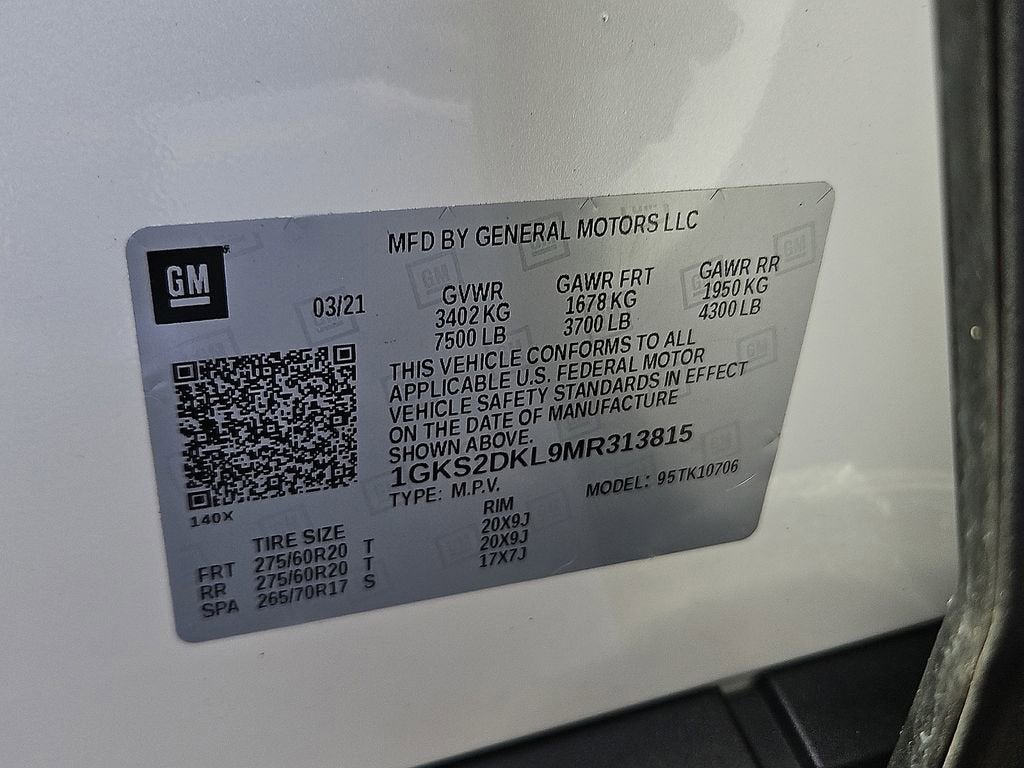 GM
MFD BY GENERAL MOTORS LLC
03/21
GVWR
3402 KG
7500 LB
GAWR FRT
1678 KG
3700 LB
GAWR RR
1950 KG
4300 LB
THIS VEHICLE CONFORMS TO ALL
APPLICABLE U.S. FEDERAL MOTOR
VEHICLE SAFETY STANDARDS IN EFFECT
ON THE DATE OF MANUFACTURE
SHOWN ABOVE.
1GKS2DKL9MR313815
TYPE: M.P.V. MODEL: 95TK10706
140X
TIRE SIZE RIM
FRT 275/60R20 T 20X9J
RR 275/60R20 T 20X9J
SPA 265/70R17 S 17X7J